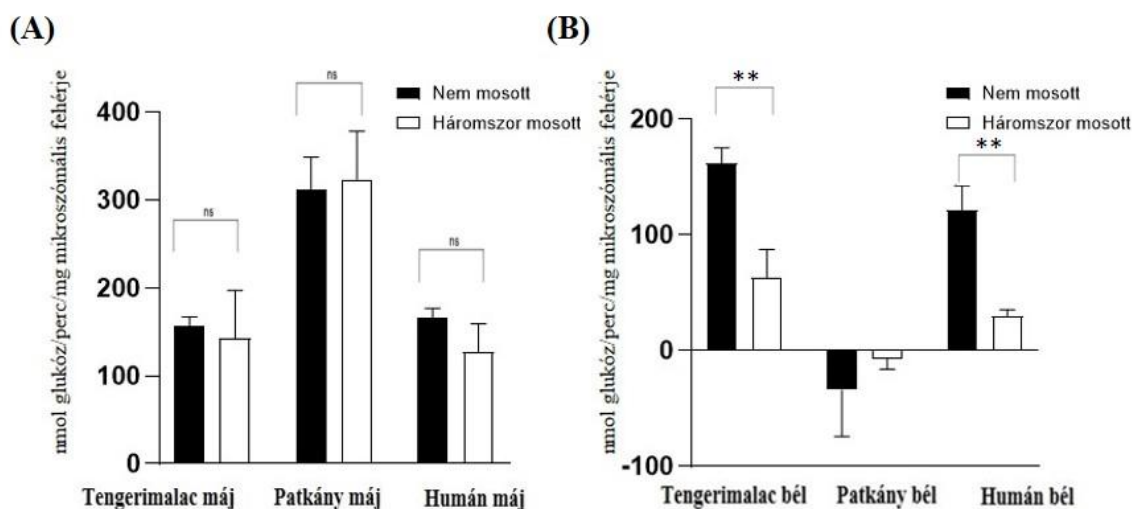 (A)
nmol glukóz/perc/mg mikroszómális fehérje
400
300
200
100
0
ns
ns
ns
Nem mosott
Háromszor mosott
Tengerimalac máj
Patkány máj
Humán máj
(B)
nmol glukóz/perc/mg mikroszómális fehérje
200
100
0
-100
**
**
Nem mosott
Háromszor mosott
Tengerimalac bél
Patkány bél
Humán bél